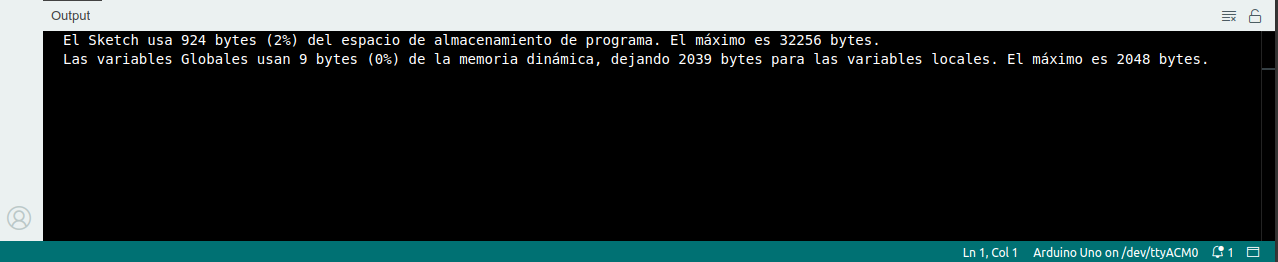 Output
El Sketch usa 924 bytes (2%) del espacio de almacenamiento de programa. El máximo es 32256 bytes.
Las variables Globales usan 9 bytes (0%) de la memoria dinámica, dejando 2039 bytes para las variables locales. El máximo es 2048 bytes.
Ln 1, Col 1 Arduino Uno on /dev/ttyACM0 1